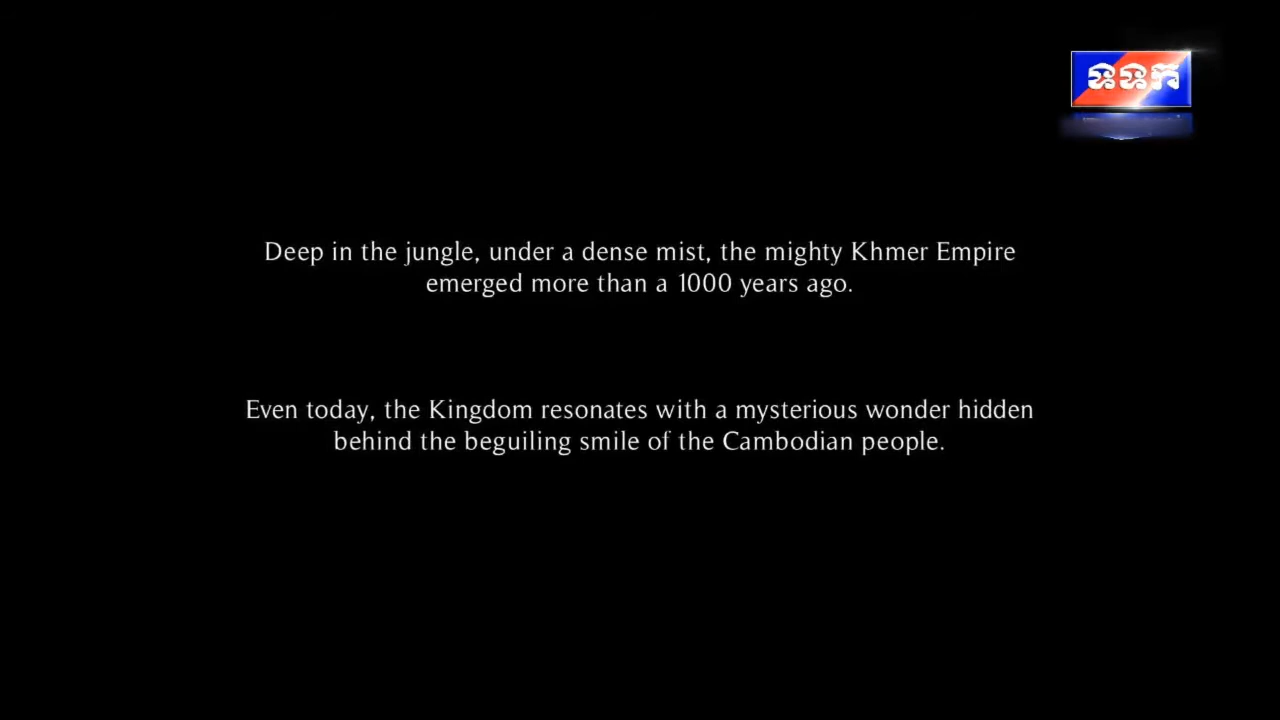 ទទក
Deep in the jungle, under a dense mist, the mighty Khmer Empire
emerged more than a 1000 years ago.
Even today, the Kingdom resonates with a mysterious wonder hidden
behind the beguiling smile of the Cambodian people.